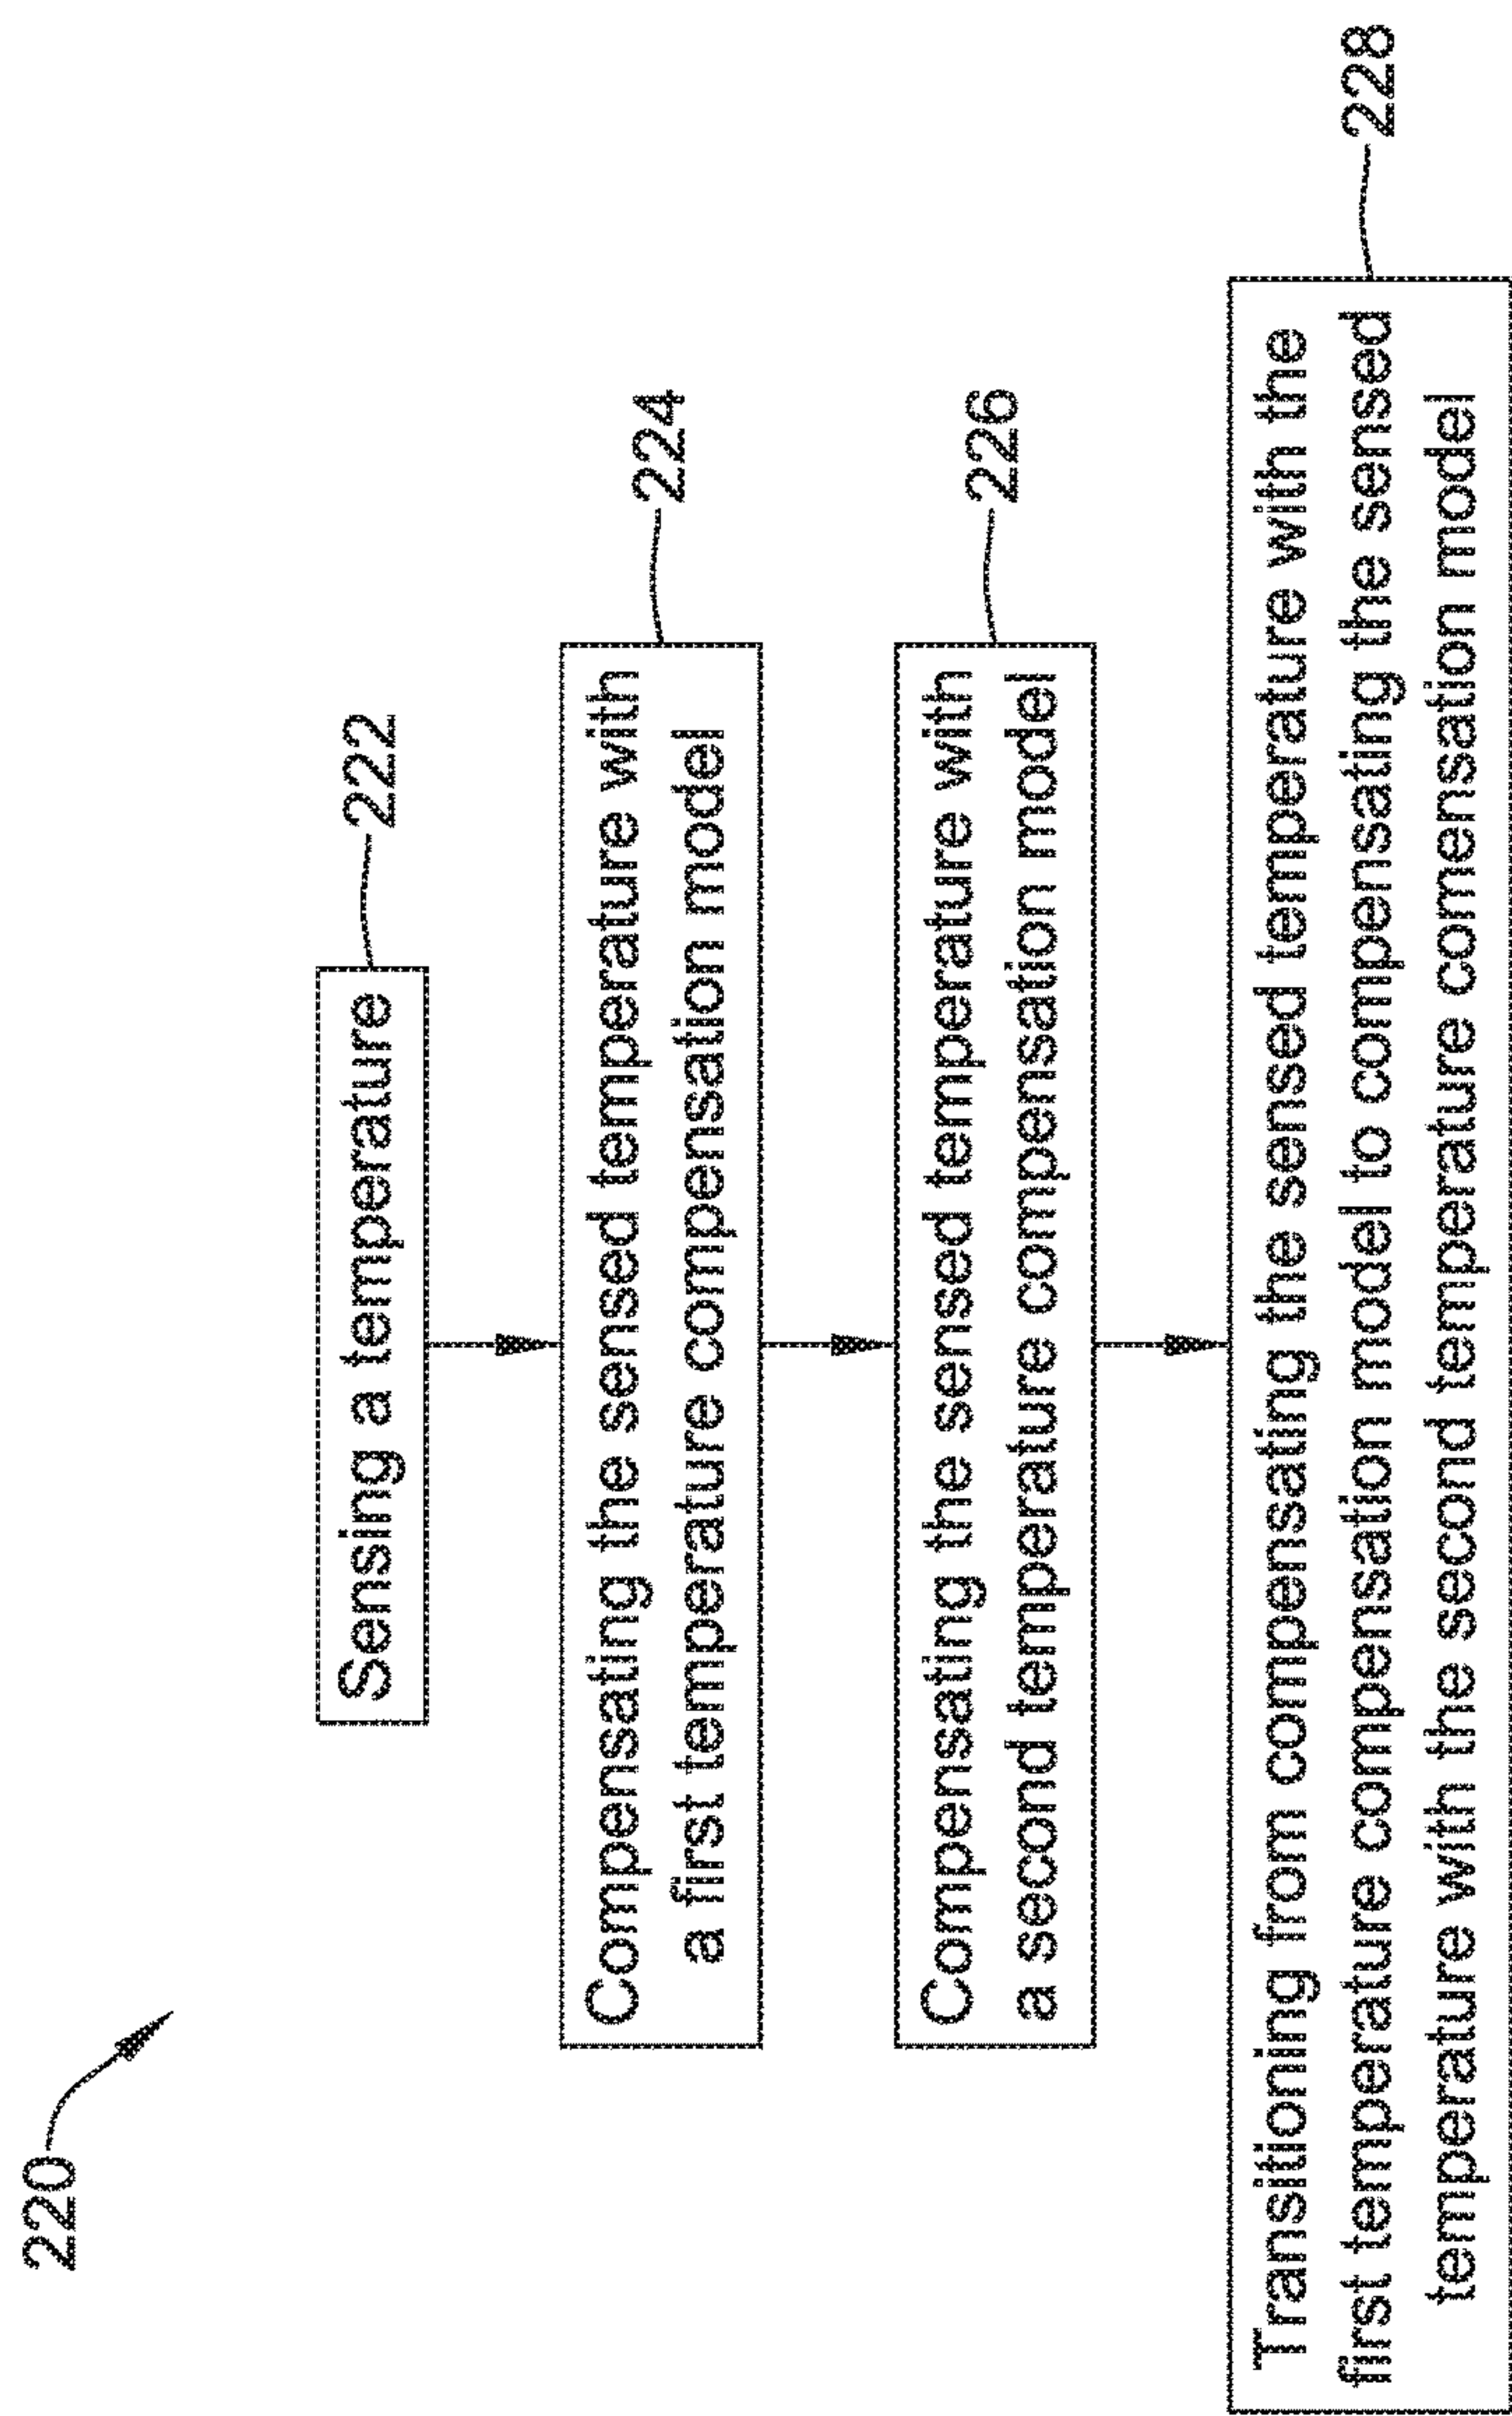 220
Sensing a temperature
222
Compensating the sensed temperature with
a first temperature compensation model
224
Compensating the sensed temperature with
a second temperature compensation model
226
Transitioning from compensating the sensed temperature with the
first temperature compensation model to compensating the sensed
temperature with the second temperature comensation model
228